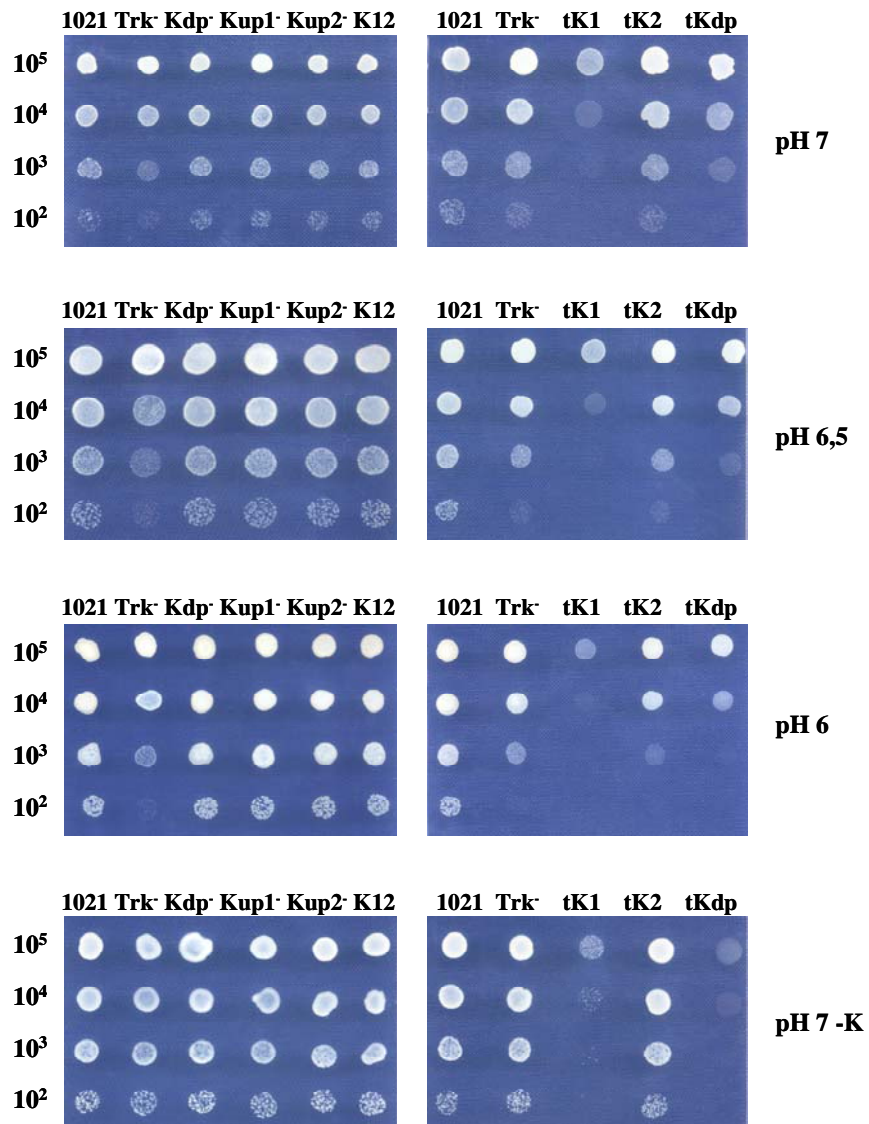 1021 Trk⁻ Kdp⁻ Kup1⁻ Kup2⁻ K12
1021 Trk⁻ tK1 tK2 tKdp
10⁵
10⁴
10³
10²
pH 7
1021 Trk⁻ Kdp⁻ Kup1⁻ Kup2⁻ K12
1021 Trk⁻ tK1 tK2 tKdp
10⁵
10⁴
10³
10²
pH 6,5
1021 Trk⁻ Kdp⁻ Kup1⁻ Kup2⁻ K12
1021 Trk⁻ tK1 tK2 tKdp
10⁵
10⁴
10³
10²
pH 6
1021 Trk⁻ Kdp⁻ Kup1⁻ Kup2⁻ K12
1021 Trk⁻ tK1 tK2 tKdp
10⁵
10⁴
10³
10²
pH 7 -K